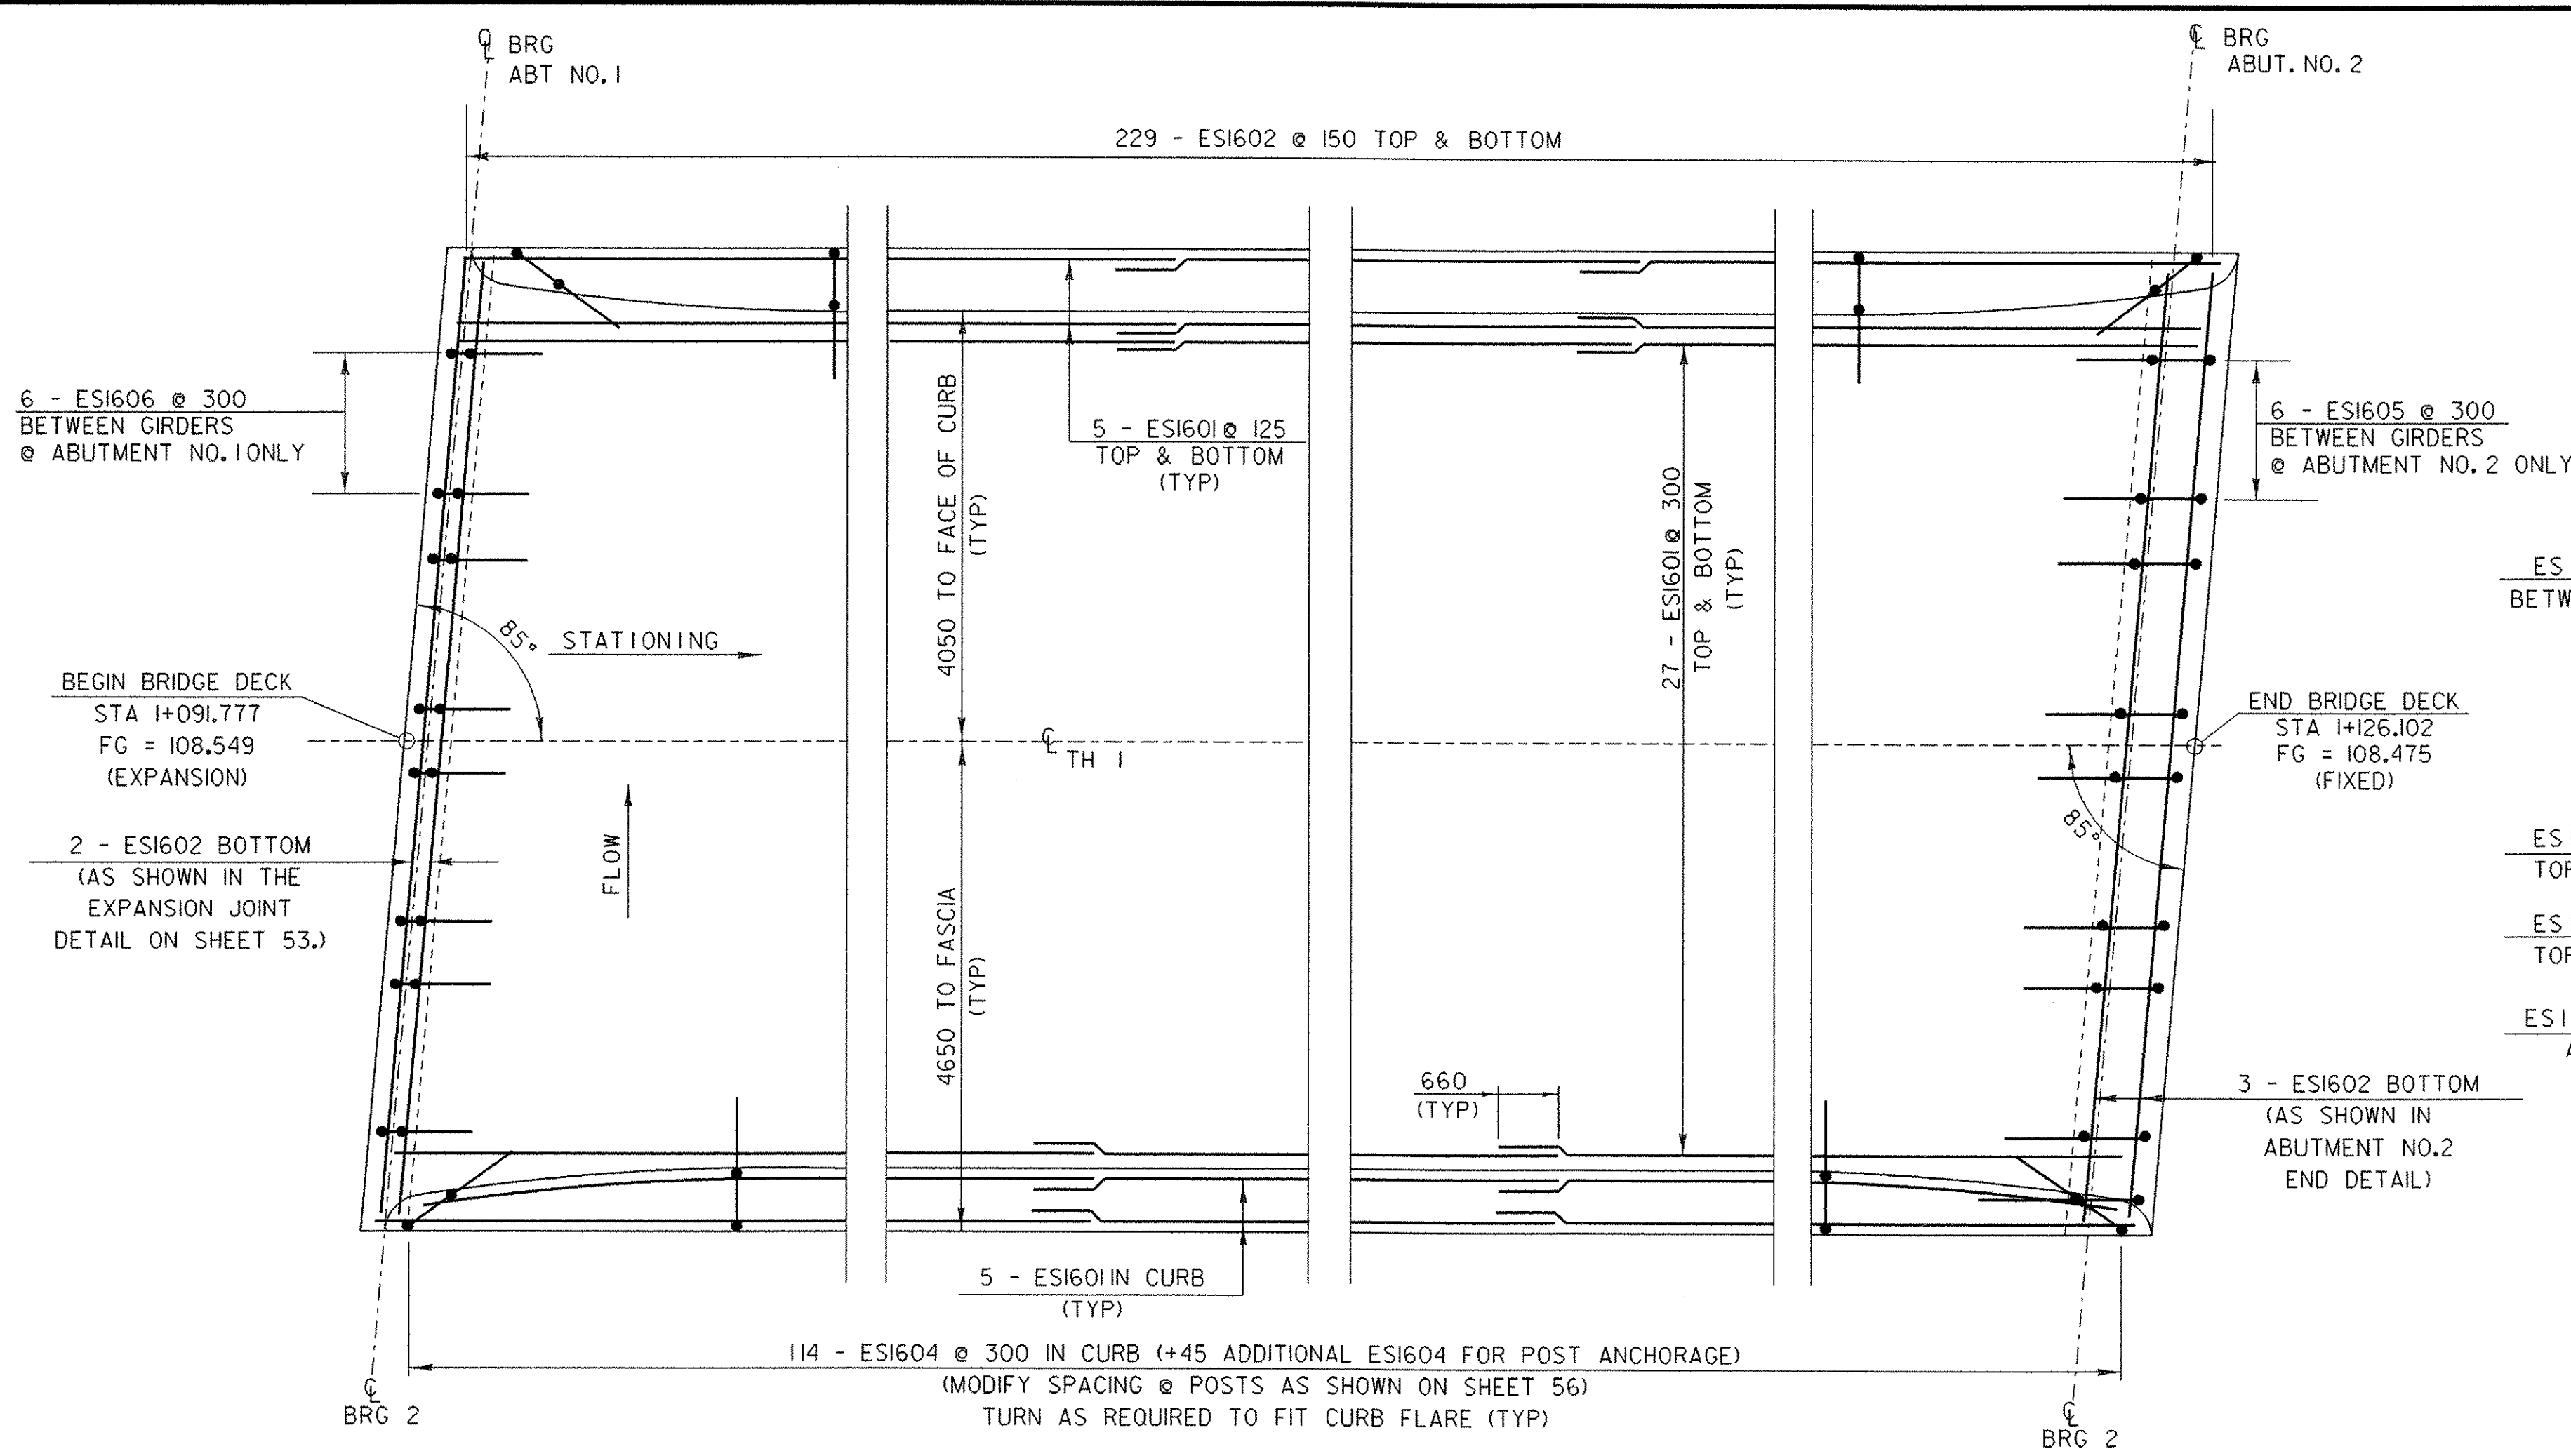 ℄ BRG
ABT NO. 1
℄ BRG
ABUT. NO. 2
229 - ES1602 @ 150 TOP & BOTTOM
6 - ES1606 @ 300
BETWEEN GIRDERS
@ ABUTMENT NO. 1 ONLY
5 - ES1601 @ 125
TOP & BOTTOM
(TYP)
4050 TO FACE OF CURB
(TYP)
27 - ES1601 @ 300
TOP & BOTTOM
(TYP)
6 - ES1605 @ 300
BETWEEN GIRDERS
@ ABUTMENT NO. 2 ONLY
ES
BETW
85°
STATIONING
BEGIN BRIDGE DECK
STA 1+091.777
FG = 108.549
(EXPANSION)
℄
TH 1
END BRIDGE DECK
STA 1+126.102
FG = 108.475
(FIXED)
85°
2 - ES1602 BOTTOM
(AS SHOWN IN THE
EXPANSION JOINT
DETAIL ON SHEET 53.)
FLOW
4650 TO FASCIA
(TYP)
660
(TYP)
ES
TOP
ES
TOP
ES1
A
3 - ES1602 BOTTOM
(AS SHOWN IN
ABUTMENT NO.2
END DETAIL)
5 - ES1601 IN CURB
(TYP)
114 - ES1604 @ 300 IN CURB (+45 ADDITIONAL ES1604 FOR POST ANCHORAGE)
(MODIFY SPACING @ POSTS AS SHOWN ON SHEET 56)
TURN AS REQUIRED TO FIT CURB FLARE (TYP)
℄
BRG 2
℄
BRG 2